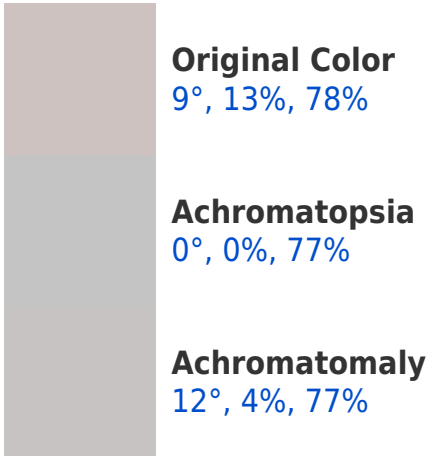 Original Color
9°, 13%, 78%
Achromatopsia
0°, 0%, 77%
Achromatomaly
12°, 4%, 77%